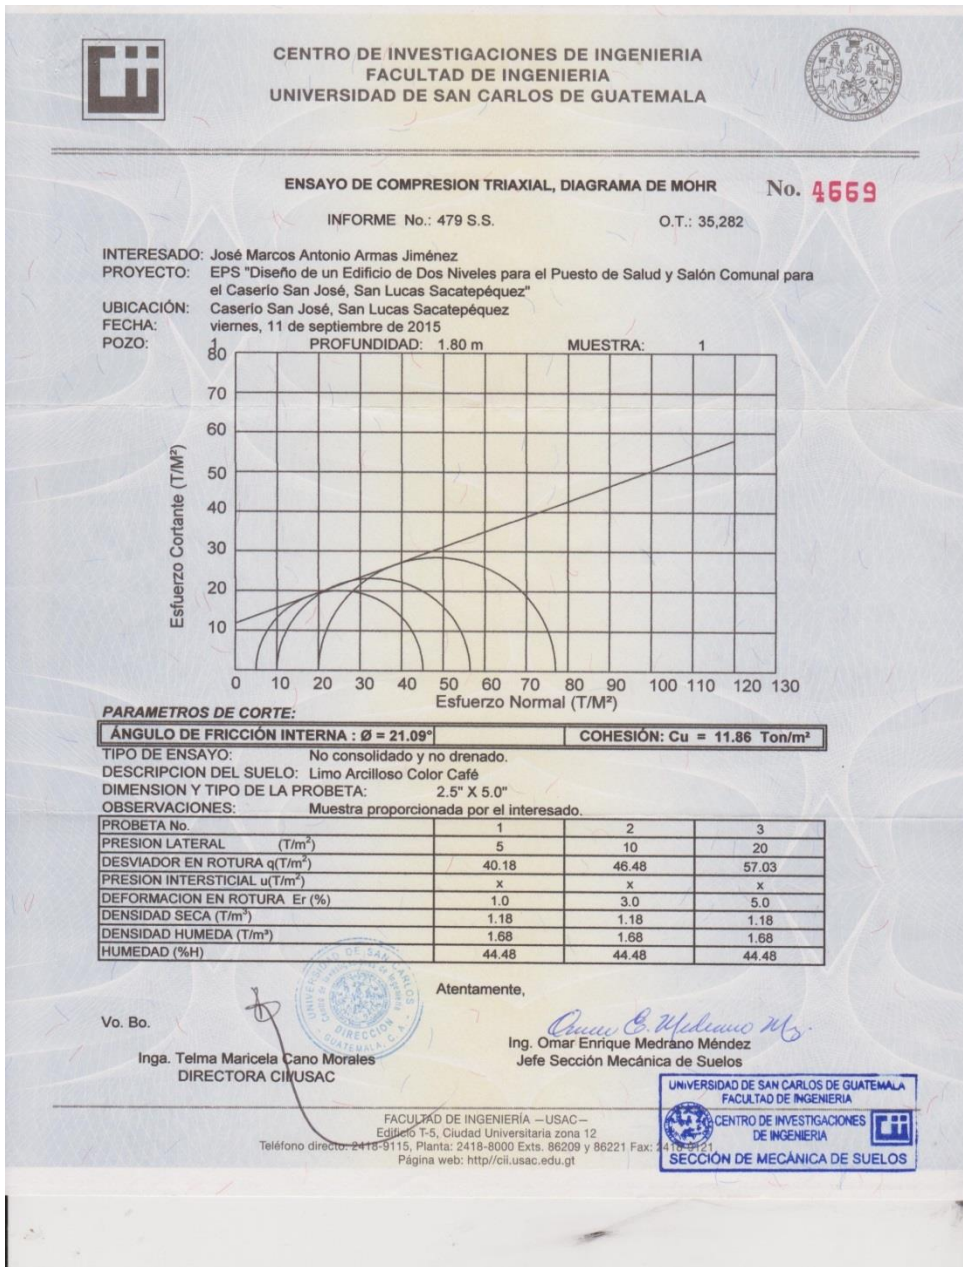 CENTRO DE INVESTIGACIONES DE INGENIERIA
FACULTAD DE INGENIERIA
UNIVERSIDAD DE SAN CARLOS DE GUATEMALA
ENSAYO DE COMPRESION TRIAXIAL, DIAGRAMA DE MOHR No. 4669
INFORME No.: 479 S.S. O.T.: 35,282
INTERESADO: José Marcos Antonio Armas Jiménez
PROYECTO: EPS "Diseño de un Edificio de Dos Niveles para el Puesto de Salud y Salón Comunal para
el Caserío San José, San Lucas Sacatepéquez"
UBICACIÓN: Caserío San José, San Lucas Sacatepéquez
FECHA: viernes, 11 de septiembre de 2015
POZO: 1 PROFUNDIDAD: 1.80 m MUESTRA: 1
80
70
60
50
40
30
20
10
Esfuerzo Cortante (T/M²)
0 10 20 30 40 50 60 70 80 90 100 110 120 130
Esfuerzo Normal (T/M²)
PARAMETROS DE CORTE:
ÁNGULO DE FRICCIÓN INTERNA : Ø = 21.09° COHESIÓN: Cu = 11.86 Ton/m²
TIPO DE ENSAYO: No consolidado y no drenado.
DESCRIPCION DEL SUELO: Limo Arcilloso Color Café
DIMENSION Y TIPO DE LA PROBETA: 2.5" X 5.0"
OBSERVACIONES: Muestra proporcionada por el interesado.
PROBETA No. 1 2 3
PRESION LATERAL (T/m²) 5 10 20
DESVIADOR EN ROTURA q(T/m²) 40.18 46.48 57.03
PRESION INTERSTICIAL u(T/m²) x x x
DEFORMACION EN ROTURA Er (%) 1.0 3.0 5.0
DENSIDAD SECA (T/m³) 1.18 1.18 1.18
DENSIDAD HUMEDA (T/m³) 1.68 1.68 1.68
HUMEDAD (%H) 44.48 44.48 44.48
Atentamente,
Vo. Bo.
Ing. Omar Enrique Medrano Méndez
Jefe Sección Mecánica de Suelos
Inga. Telma Maricela Cano Morales
DIRECTORA CII/USAC
UNIVERSIDAD DE SAN CARLOS
DIRECCION
GUATEMALA, C. A.
UNIVERSIDAD DE SAN CARLOS DE GUATEMALA
FACULTAD DE INGENIERIA
CENTRO DE INVESTIGACIONES
DE INGENIERIA
SECCIÓN DE MECÁNICA DE SUELOS
FACULTAD DE INGENIERÍA —USAC—
Edificio T-5, Ciudad Universitaria zona 12
Teléfono directo: 2418-9115, Planta: 2418-8000 Exts. 86209 y 86221 Fax: 2418-9121
Página web: http//cii.usac.edu.gt